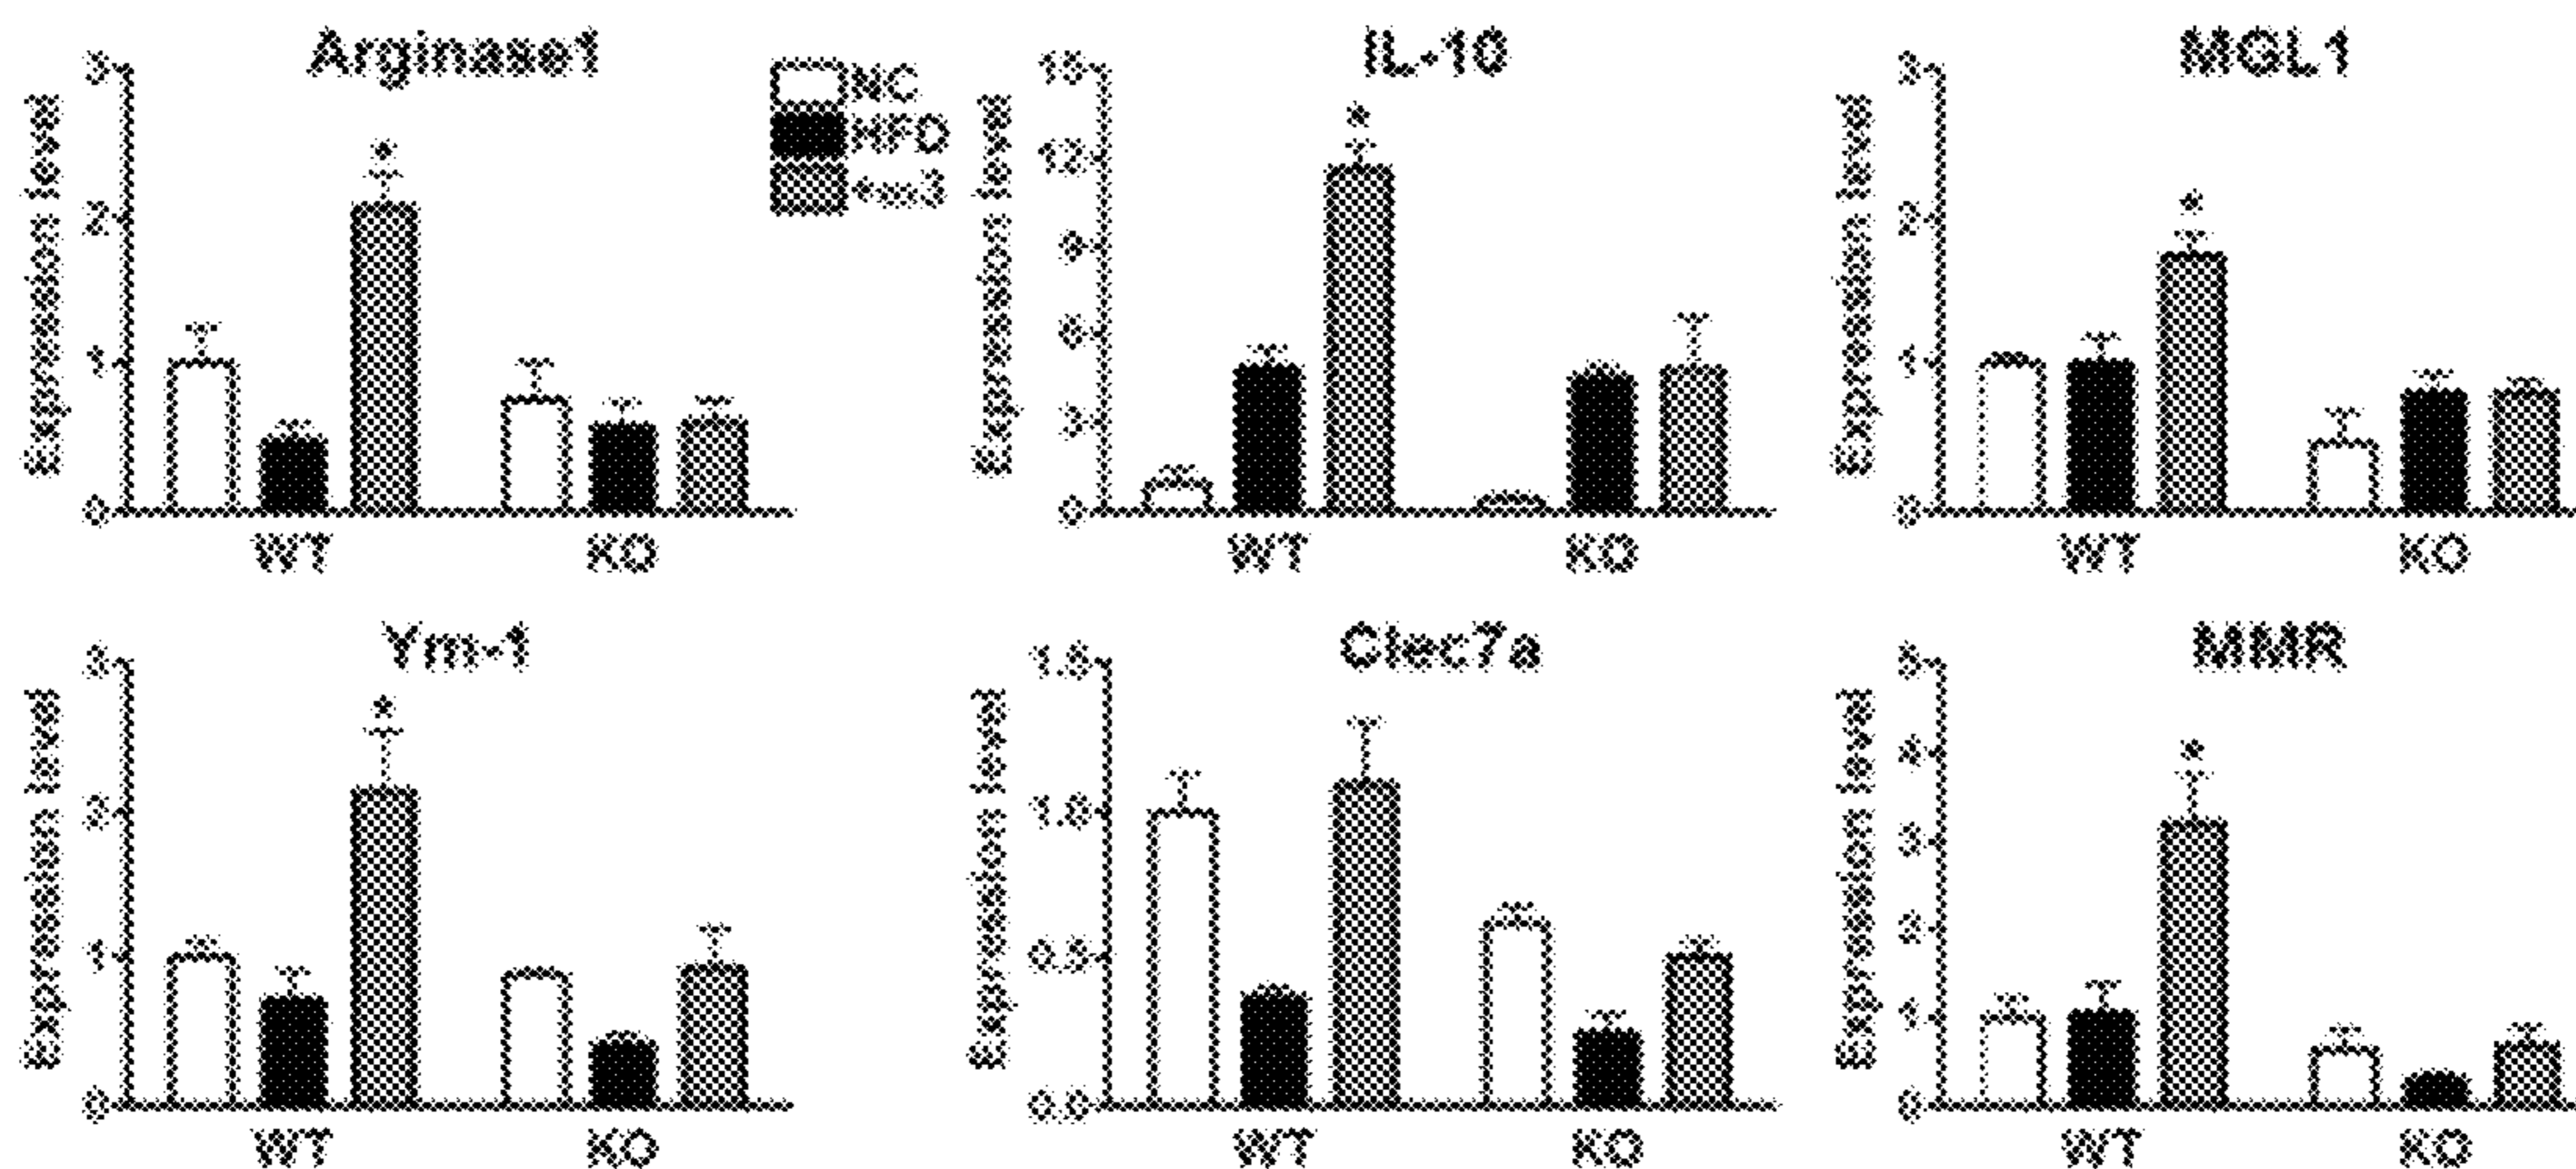 Arginase1
Expression level
3
2
1
0
WT KO
NC
HFD
+ω3
IL-10
Expression level
15
12
9
6
3
0
WT KO
MGL1
Expression level
3
2
1
0
WT KO
Ym-1
Expression level
3
2
1
0
WT KO
Clec7a
Expression level
1.5
1.0
0.5
0.0
WT KO
MMR
Expression level
5
4
3
2
1
0
WT KO